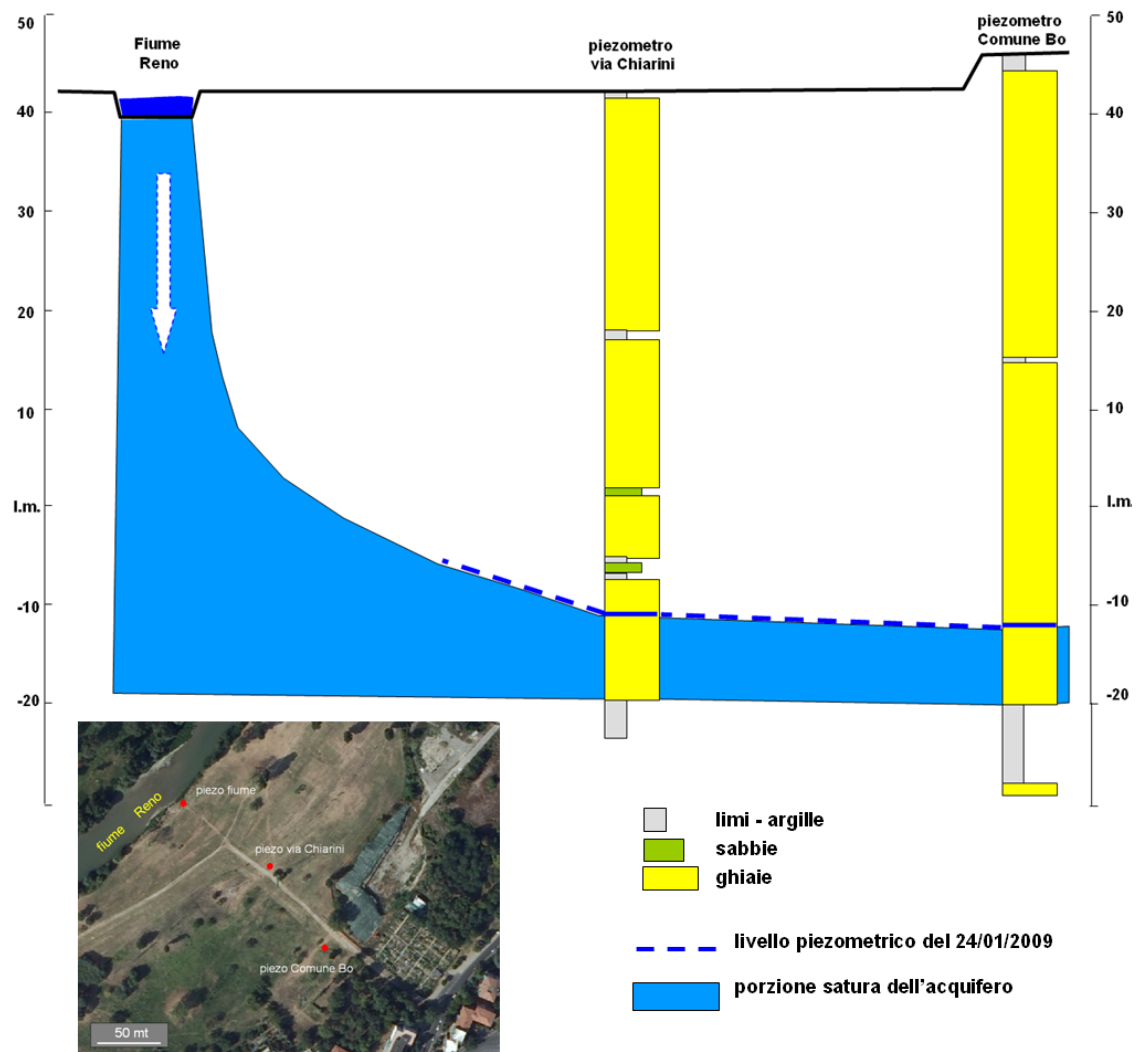 50
Fiume
Reno
piezometro
via Chiarini
piezometro
Comune Bo
50
40
40
30
30
20
20
10
10
l.m.
l.m.
-10
-10
-20
-20
fiume Reno
piezo fiume
piezo via Chiarini
piezo Comune Bo
50 mt
limi - argille
sabbie
ghiaie
livello piezometrico del 24/01/2009
porzione satura dell'acquifero